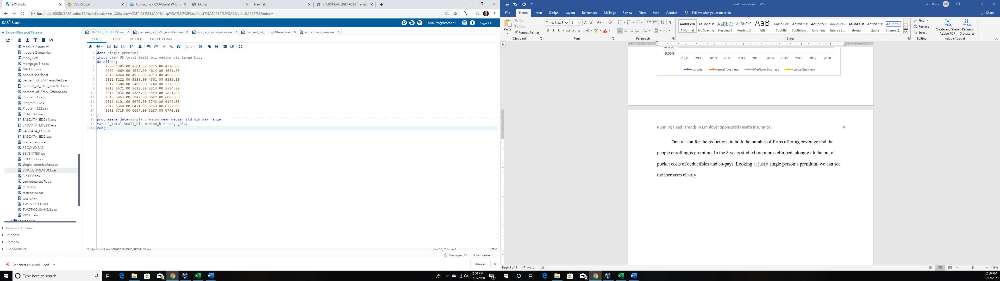 SAS Studio
CSU-Global
Formatting - CSU-Global Writing
ld.php
New Tab
STATISTICAL BRIEF #524: Trends
localhost:10080/SASStudio/38/main?locale=en_US&zone=GMT-08%253A00&http%3A%2F%2Flocalhost%3A10080%2FSASStudio%2F38%2Findex=
SAS® Studio
SAS Programmer
Sign Out
Server Files and Folders
module 2 data.ctl
module 2 data.xlsx
mod_7.ctl
mortgage 5 #.sas
NINTIES.sas
people.sas7bdat
percent_of_EMP_enrolled.sas
percent_of_EMP_enrolled.sas~
percent_of_Emp_Offered.sas
Program 1.sas
Program 2.sas
Program 222.sas
READFILE.sas
SASDATA_ED2 (1).exe
SASDATA_ED2 (3).exe
SASDATA_ED2.ctl
SASDATA_ED2.exe
scatter telco.sas
SECOND.SAS
SEVENTIES.sas
SGPLOT1.sas
single_contribution.sas
SINGLE_PREMIUM.sas
SIXTIES.sas
somedata.sas7bdat
telco.sas
testscores.sas
totals.xlsx
TWENTYTEN.sas
TWOTHOUSANDS.sas
WRITE.sas
Tasks and Utilities
Snippets
Libraries
File Shortcuts
SINGLE_PREMIUM.sas
percent_of_EMP_enrolled.sas
single_contribution.sas
percent_of_Emp_Offered.sas
enrollment_rate.sas
CODE LOG RESULTS OUTPUT DATA
Line #
1 data single_premium;
2 input year US_total Small_biz medium_biz Large_biz;
3 datalines;
4 2008 4386.00 4501.00 4215.00 4370.00
5 2009 4669.00 4652.00 4614.00 4681.00
6 2010 4940.00 4956.00 4713.00 4959.00
7 2011 5222.00 5258.00 4861.00 5252.00
8 2012 5384.00 5460.00 5246.00 5378.00
9 2013 5571.00 5628.00 5314.00 5584.00
10 2014 5832.00 5886.00 5549.00 5851.00
11 2015 5963.00 5947.00 5642.00 6006.00
12 2016 6101.00 6070.00 5743.00 6146.00
13 2017 6368.00 6421.00 6163.00 6377.00
14 2018 6715.00 6667.00 6287.00 6770.00
15 ;
16 proc means data=single_premium mean median std min max range;
17 var US_total Small_biz medium_biz Large_biz;
18 run;
/folders/myfolders/MIS455/SINGLE_PREMIUM.sas
Line 18, Column 5
UTF-8
Messages: 70
User: sasdemo
Bar chart US enroll....pdf
Show all
Type here to search
2:50 PM
1/12/2020
mod 8 milestone - Word
David Reese
DR
File Home Insert Design Layout References Mailings Review View Help Acrobat Tell me what you want to do
Share
Paste
Cut
Copy
Format Painter
Clipboard
Times New F 12
Font
Paragraph
AaBbCcDc AaBbCcDc AaBbCc AaBbCcE AaB AaBbCcE AaBbCcDt AaBbCcDt AaBbCcDt AaBbCcDc AaBbCcDt AaBbCcDt
¶ Normal No Spacing Heading 1 Heading 2 Title Subtitle Subtle Em... Emphasis Intense E... Strong Quote Intense Q...
Styles
Find
Replace
Select
Editing
Create and Share
Adobe PDF
Request
Signatures
Adobe Acrobat
10.00%
0.00%
2008 2009 2010 2011 2012 2013 2014 2015 2016 2017 2018
us total small business Medium Business Large Business
Running Head: Trends in Employer Sponsored Health Insurance: 4
One reason for the reductions in both the number of firms offering coverage and the
people enrolling is premium. In the 8 years studied premiums climbed, along with the out of
pocket costs of deductibles and co-pays. Looking at just a single person’s premium, we can see
the increases clearly.
Page 5 of 5 471 words
116%
2:50 PM
1/12/2020